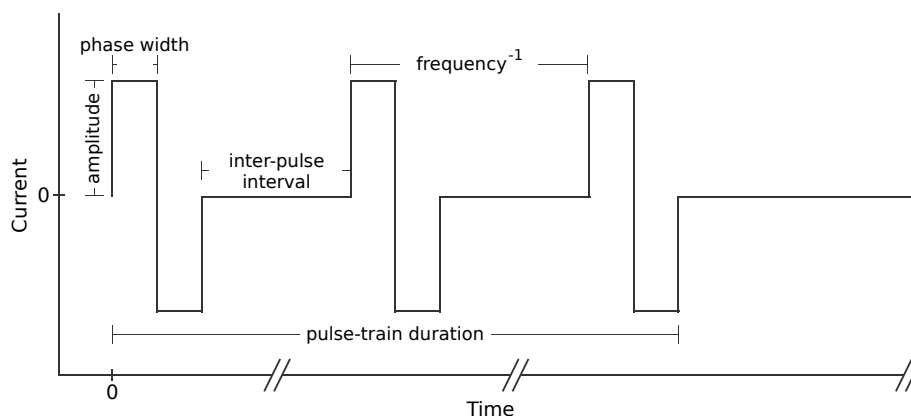 phase width
frequency-1
amplitude
inter-pulse
interval
Current
0
pulse-train duration
0
Time